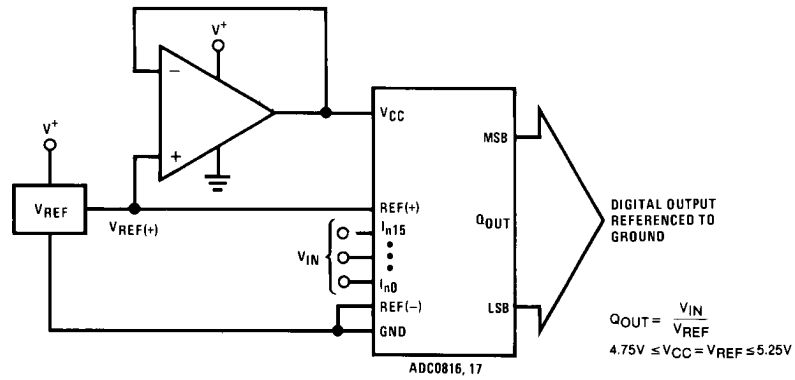 V+
−
V+
+
VREF
VREF(+)
VCC
REF(+)
In15
VIN
In0
REF(−)
GND
MSB
QOUT
LSB
ADC0816, 17
DIGITAL OUTPUT
REFERENCED TO
GROUND
QOUT = VIN / VREF
4.75V ≤ VCC = VREF ≤ 5.25V